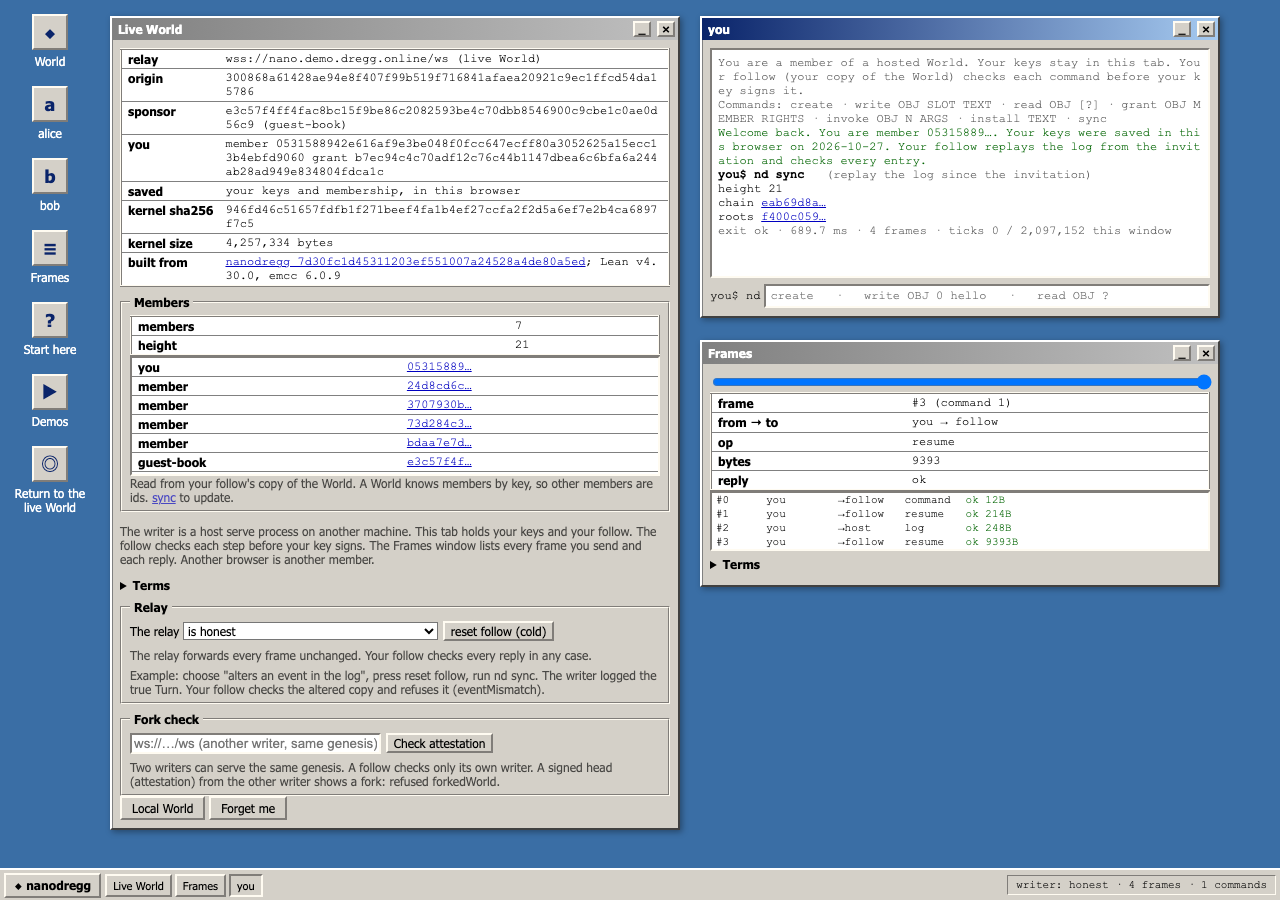 World
alice
bob
Frames
Start here
Demos
Return to the
live World
Live World
relay wss://nano.demo.dregg.online/ws (live World)
origin 300868a61428ae94e8f407f99b519f716841afaea20921c9ec1ffcd54da1
5786
sponsor e3c57f4ff4fac8bc15f9be86c2082593be4c70dbb8546900c9cbe1c0ae0d
56c9 (guest-book)
you member 0531588942e616af9e3be048f0fcc647ecff80a3052625a15ecc1
3b4ebfd9060 grant b7ec94c4c70adf12c76c44b1147dbea6c6bfa6a244
ab28ad949e834804fdca1c
saved your keys and membership, in this browser
kernel sha256 946fd46c51657fdfb1f271beef4fa1b4ef27ccfa2f2d5a6ef7e2b4ca6897
f7c5
kernel size 4,257,334 bytes
built from nanodregg 7d30fc1d45311203ef551007a24528a4de80a5ed; Lean v4.
30.0, emcc 6.0.9
Members
members 7
height 21
you 05315889…
member 24d8cd6c…
member 3707930b…
member 73d284c3…
member bdaa7e7d…
guest-book e3c57f4f…
Read from your follow's copy of the World. A World knows members by key, so other members are
ids. sync to update.
The writer is a host serve process on another machine. This tab holds your keys and your follow. The
follow checks each step before your key signs. The Frames window lists every frame you send and
each reply. Another browser is another member.
▶ Terms
Relay
The relay is honest reset follow (cold)
The relay forwards every frame unchanged. Your follow checks every reply in any case.
Example: choose "alters an event in the log", press reset follow, run nd sync. The writer logged the
true Turn. Your follow checks the altered copy and refuses it (eventMismatch).
Fork check
ws://…/ws (another writer, same genesis) Check attestation
Two writers can serve the same genesis. A follow checks only its own writer. A signed head
(attestation) from the other writer shows a fork: refused forkedWorld.
Local World Forget me
you
You are a member of a hosted World. Your keys stay in this tab. You
r follow (your copy of the World) checks each command before your k
ey signs it.
Commands: create · write OBJ SLOT TEXT · read OBJ [?] · grant OBJ M
EMBER RIGHTS · invoke OBJ N ARGS · install TEXT · sync
Welcome back. You are member 05315889…. Your keys were saved in thi
s browser on 2026-10-27. Your follow replays the log from the invit
ation and checks every entry.
you$ nd sync (replay the log since the invitation)
height 21
chain eab69d8a…
roots f400c059…
exit ok · 689.7 ms · 4 frames · ticks 0 / 2,097,152 this window
you$ nd create · write OBJ 0 hello · read OBJ ?
Frames
frame #3 (command 1)
from → to you → follow
op resume
bytes 9393
reply ok
#0 you →follow command ok 12B
#1 you →follow resume ok 214B
#2 you →host log ok 248B
#3 you →follow resume ok 9393B
▶ Terms
nanodregg Live World Frames you
writer: honest · 4 frames · 1 commands